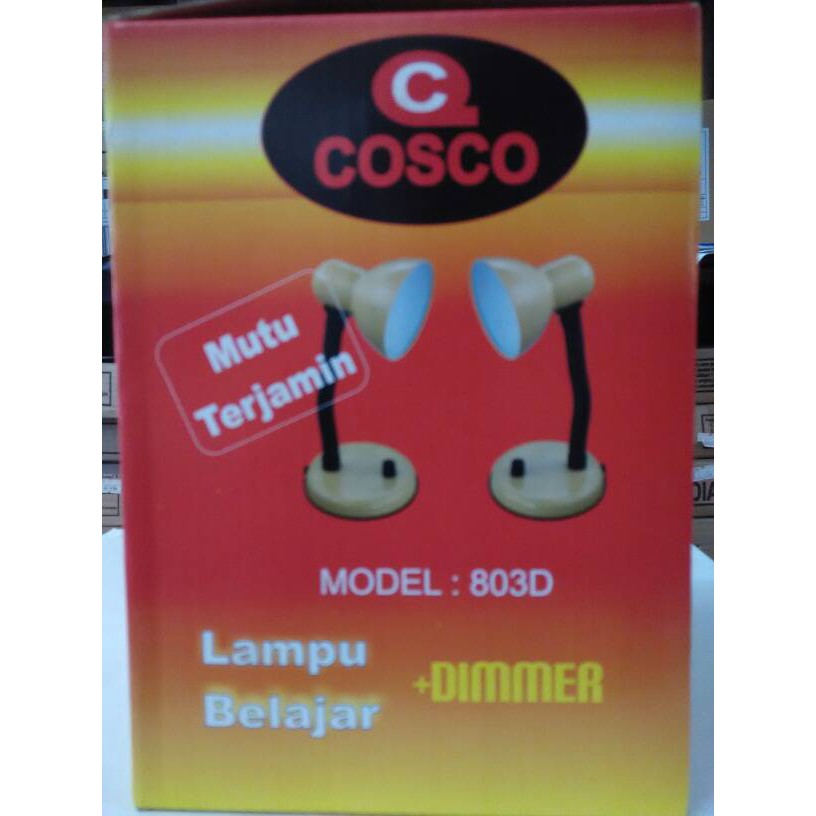 C
COSCO
Mutu
Terjamin
MODEL : 803D
Lampu
Belajar
+DIMMER